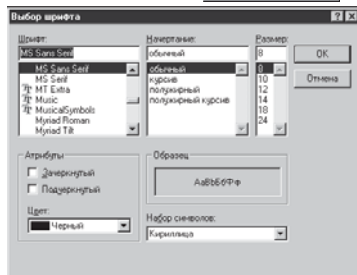 Выбор шрифта
Шрифт:
Начертание:
Размер:
MS Sans Serif
обычный
8
OK
MS Sans Serif
обычный
8
Отмена
MS Serif
курсив
10
MT Extra
полужирный
12
Music
полужирный курсив
14
MusicalSymbols
18
Myriad Roman
24
Myriad Tilt
Атрибуты
Образец
Зачеркнутый
АаBbБбФф
Подчеркнутый
Цвет:
Черный
Набор символов:
Кириллица